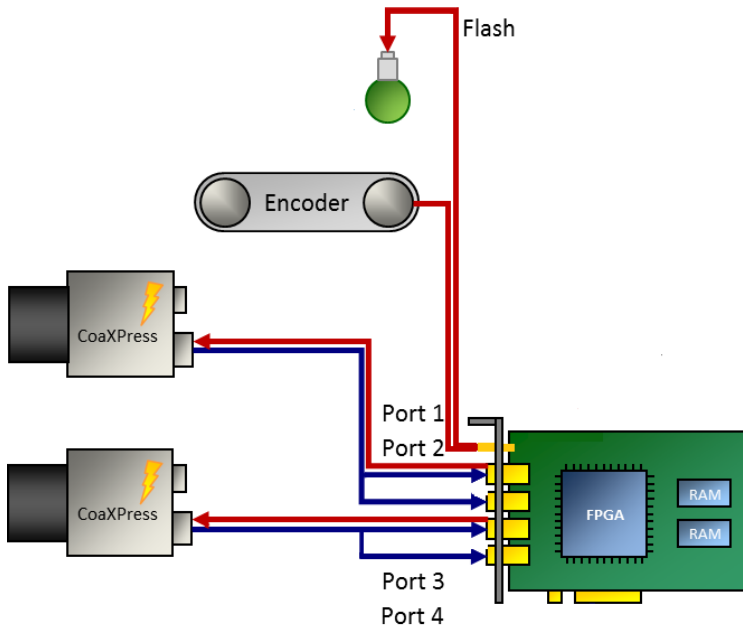 Flash
Encoder
CoaXPress
Port 1
Port 2
CoaXPress
FPGA
RAM
RAM
Port 3
Port 4